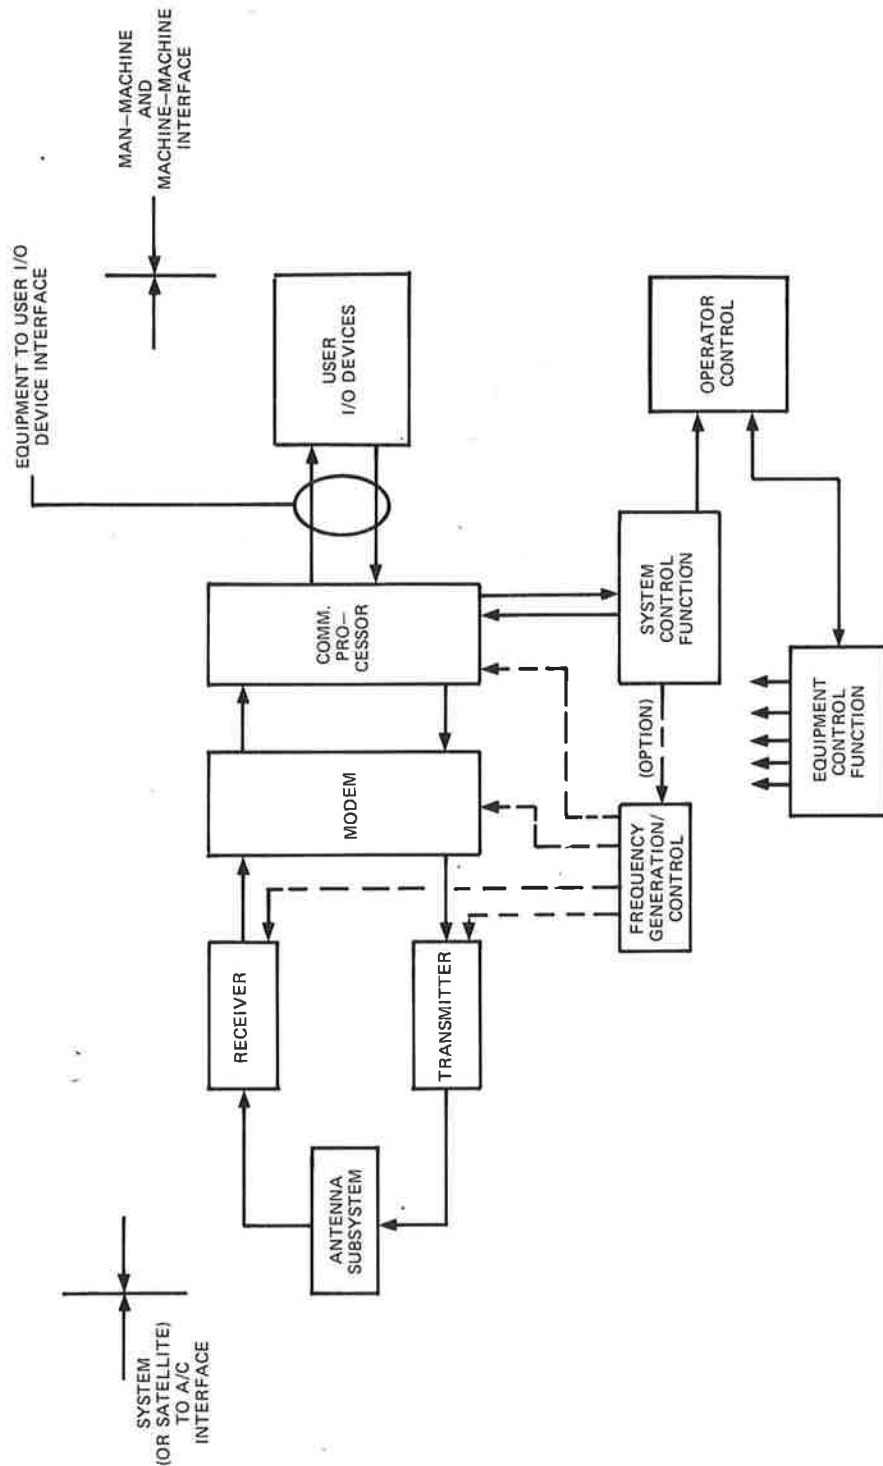 EQUIPMENT TO USER I/O
DEVICE INTERFACE
SYSTEM
(OR SATELLITE)
TO A/C
INTERFACE
MAN–MACHINE
AND
MACHINE–MACHINE
INTERFACE
RECEIVER
ANTENNA
SUBSYSTEM
TRANSMITTER
MODEM
COMM.
PRO–
CESSOR
USER
I/O DEVICES
FREQUENCY
GENERATION/
CONTROL
(OPTION)
SYSTEM
CONTROL
FUNCTION
OPERATOR
CONTROL
EQUIPMENT
CONTROL
FUNCTION